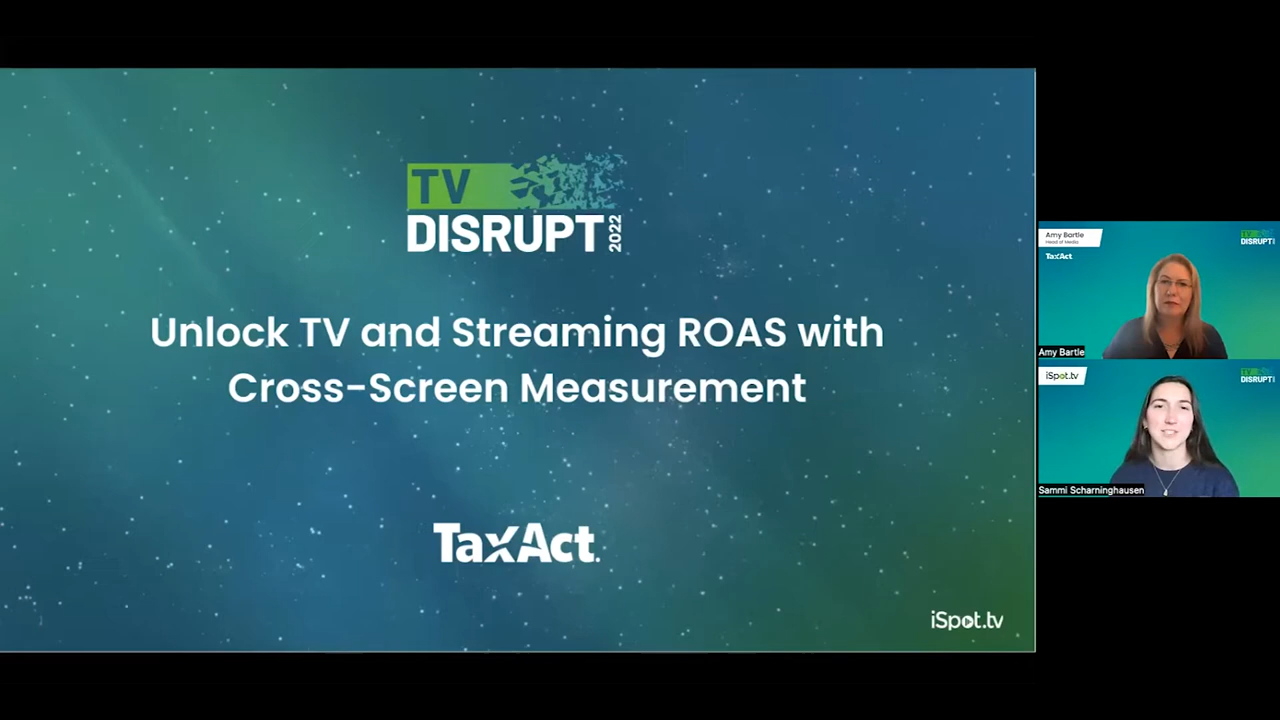 TV
DISRUPT 2022
Unlock TV and Streaming ROAS with
Cross-Screen Measurement
TaxAct.
iSpot.tv
Amy Bartle
Head of Media
TaxAct
TV
DISRUPT
Amy Bartle
iSpot.tv
TV
DISRUPT
Sammi Scharninghausen